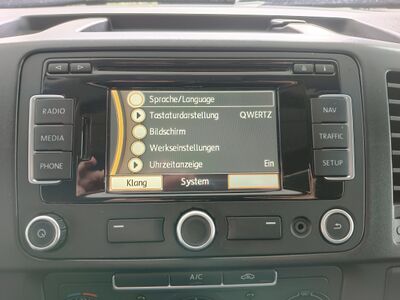 Sprache/Language
Tastaturdarstellung QWERTZ
Bildschirm
Werkseinstellungen
Uhrzeitanzeige Ein
Klang System
RADIO
MEDIA
PHONE
NAV
TRAFFIC
SETUP
A/C